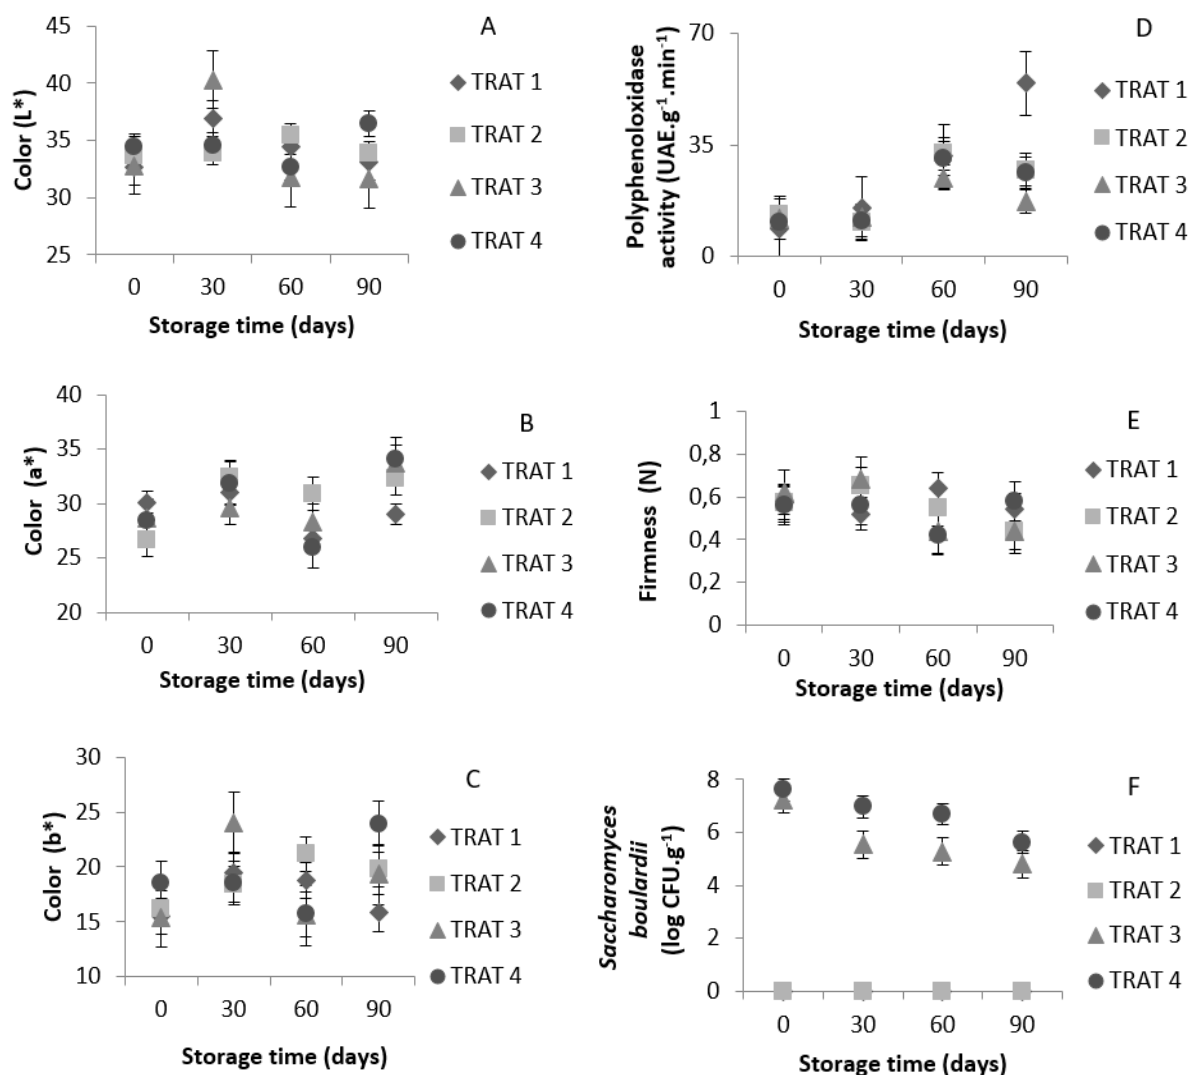 A
45
40
35
30
25
Color (L*)
TRAT 1
TRAT 2
TRAT 3
TRAT 4
0 30 60 90
Storage time (days)
D
70
35
0
Polyphenoloxidase
activity (UAE.g⁻¹.min⁻¹)
TRAT 1
TRAT 2
TRAT 3
TRAT 4
0 30 60 90
Storage time (days)
B
40
35
30
25
20
Color (a*)
TRAT 1
TRAT 2
TRAT 3
TRAT 4
0 30 60 90
Storage time (days)
E
1
0,8
0,6
0,4
0,2
0
Firmness (N)
TRAT 1
TRAT 2
TRAT 3
TRAT 4
0 30 60 90
Storage time (days)
C
30
25
20
15
10
Color (b*)
TRAT 1
TRAT 2
TRAT 3
TRAT 4
0 30 60 90
Storage time (days)
F
8
6
4
2
0
Saccharomyces
boulardii
(log CFU.g⁻¹)
TRAT 1
TRAT 2
TRAT 3
TRAT 4
0 30 60 90
Storage time (days)